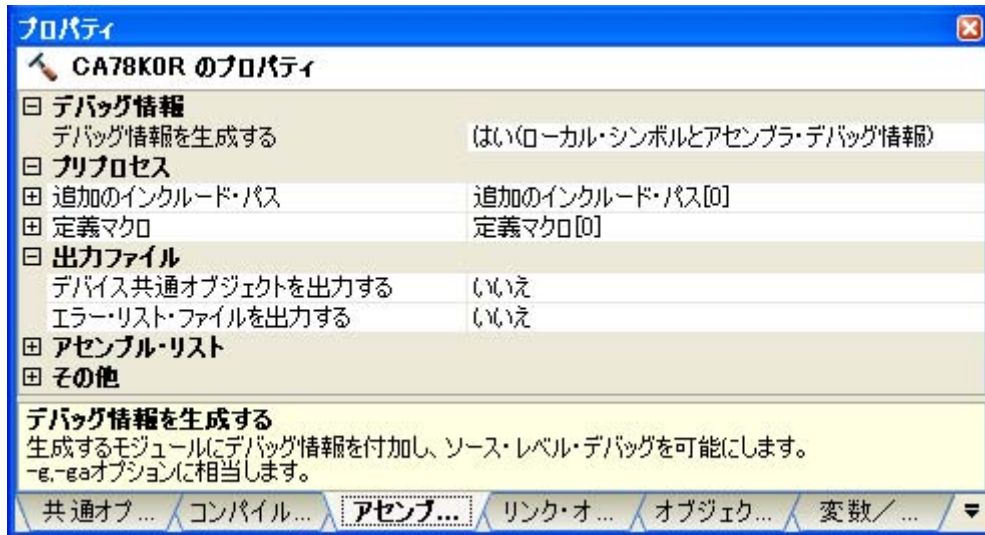 プロパティ
CA78K0R のプロパティ
デバッグ情報
デバッグ情報を生成する はい(ローカル・シンボルとアセンブラ・デバッグ情報)
プリプロセス
追加のインクルード・パス 追加のインクルード・パス[0]
定義マクロ 定義マクロ[0]
出力ファイル
デバイス共通オブジェクトを出力する いいえ
エラー・リスト・ファイルを出力する いいえ
アセンブル・リスト
その他
デバッグ情報を生成する
生成するモジュールにデバッグ情報を付加し、ソース・レベル・デバッグを可能にします。
-g,-gaオプションに相当します。
共通オプ... コンパイル... アセンブ... リンク・オ... オブジェク... 変数/ ...